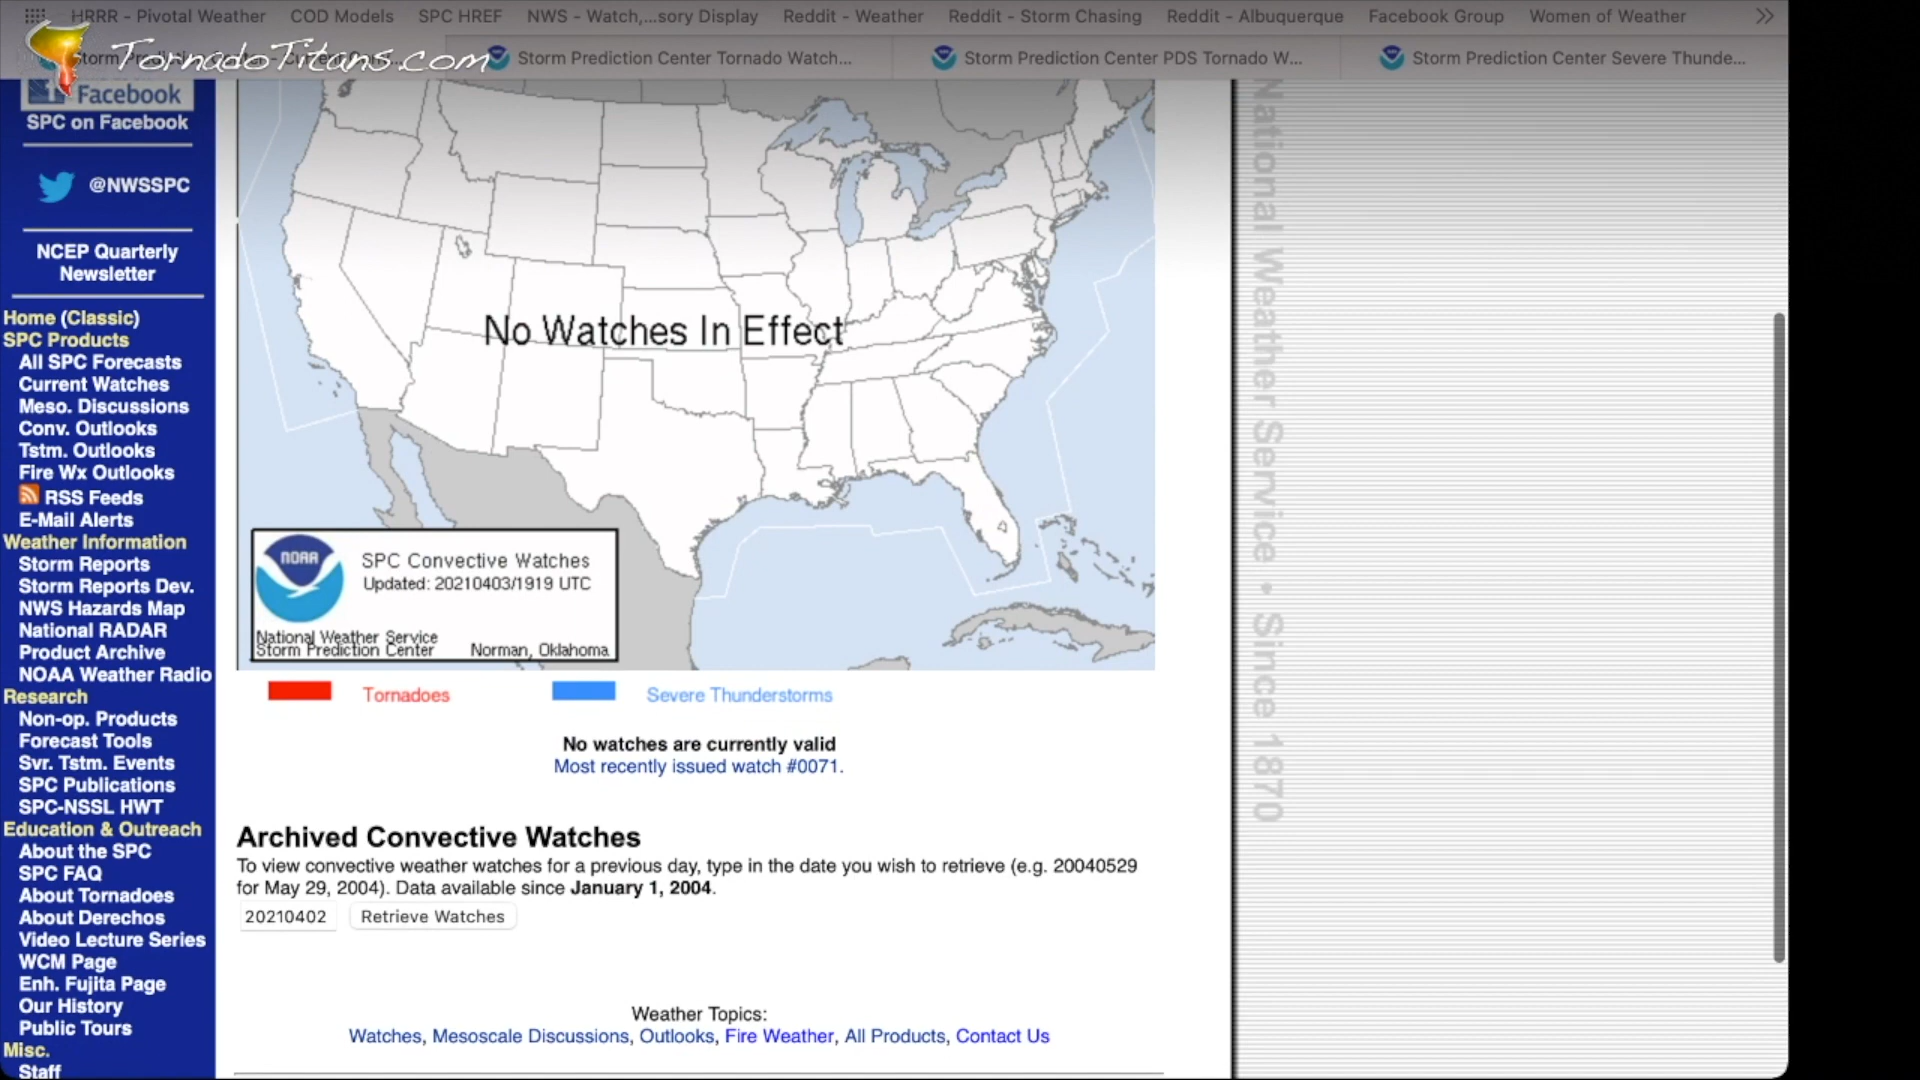 HRRR - Pivotal Weather
COD Models
SPC HREF
NWS - Watch,...sory Display
Reddit - Weather
Reddit - Storm Chasing
Reddit - Albuquerque
Facebook Group
Women of Weather
TornadoTitans.com
Storm Prediction Center Tornado Watch...
Storm Prediction Center PDS Tornado W...
Storm Prediction Center Severe Thunde...
Facebook
SPC on Facebook
@NWSSPC
NCEP Quarterly
Newsletter
Home (Classic)
SPC Products
All SPC Forecasts
Current Watches
Meso. Discussions
Conv. Outlooks
Tstm. Outlooks
Fire Wx Outlooks
RSS Feeds
E-Mail Alerts
Weather Information
Storm Reports
Storm Reports Dev.
NWS Hazards Map
National RADAR
Product Archive
NOAA Weather Radio
Research
Non-op. Products
Forecast Tools
Svr. Tstm. Events
SPC Publications
SPC-NSSL HWT
Education & Outreach
About the SPC
SPC FAQ
About Tornadoes
About Derechos
Video Lecture Series
WCM Page
Enh. Fujita Page
Our History
Public Tours
Misc.
Staff
No Watches In Effect
NOAA
SPC Convective Watches
Updated: 20210403/1919 UTC
National Weather Service
Storm Prediction Center Norman, Oklahoma
Tornadoes
Severe Thunderstorms
No watches are currently valid
Most recently issued watch #0071.
Archived Convective Watches
To view convective weather watches for a previous day, type in the date you wish to retrieve (e.g. 20040529
for May 29, 2004). Data available since January 1, 2004.
20210402
Retrieve Watches
Weather Topics:
Watches, Mesoscale Discussions, Outlooks, Fire Weather, All Products, Contact Us
National Weather Service • Since 1870